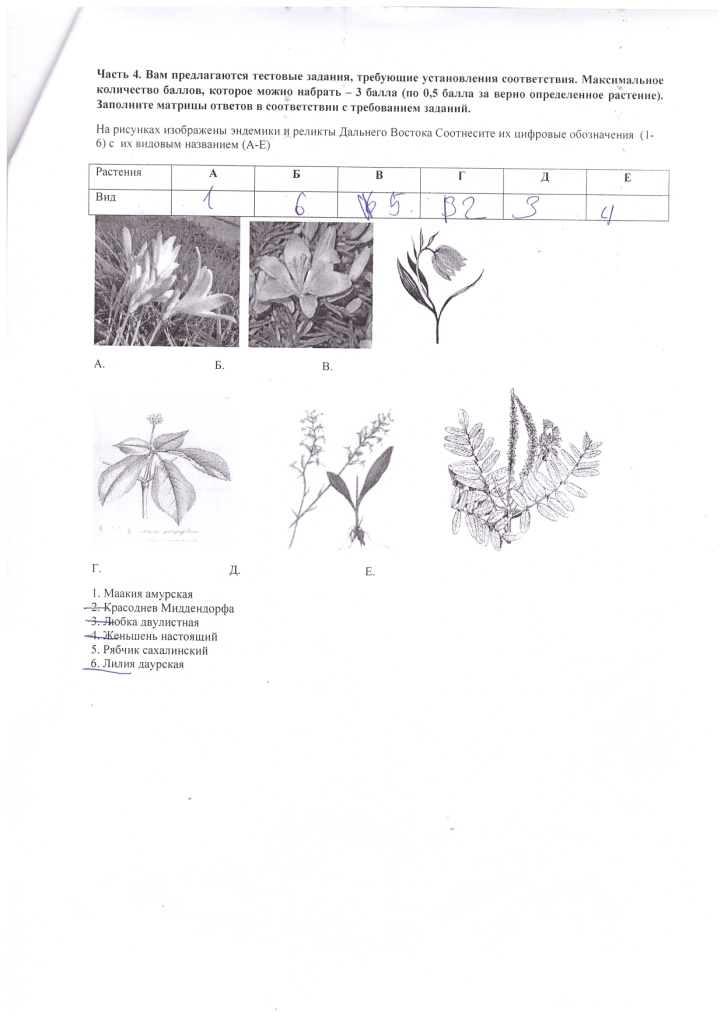 Часть 4. Вам предлагаются тестовые задания, требующие установления соответствия. Максимальное
количество баллов, которое можно набрать – 3 балла (по 0,5 балла за верно определенное растение).
Заполните матрицы ответов в соответствии с требованием заданий.
На рисунках изображены эндемики и реликты Дальнего Востока Соотнесите их цифровые обозначения (1-
6) с их видовым названием (А-Е)
Растения А Б В Г Д Е
Вид 1 6 5 2 3 4
А. Б. В.
Г. Д. Е.
1. Маакия амурская
2. Красоднев Миддендорфа
3. Любка двулистная
4. Женьшень настоящий
5. Рябчик сахалинский
6. Лилия даурская